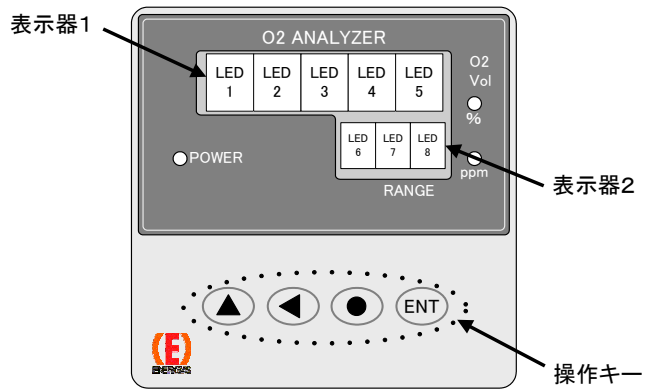 表示器1
O2 ANALYZER
LED 1
LED 2
LED 3
LED 4
LED 5
O2
Vol
%
LED 6
LED 7
LED 8
POWER
ppm
RANGE
表示器2
ENT
(E)
ENERGAS
操作キー